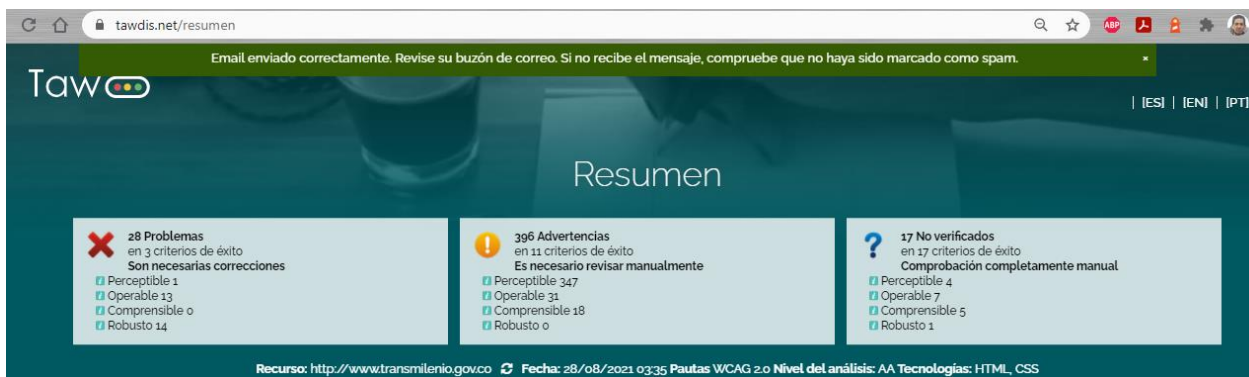 tawdis.net/resumen
ABP
Email enviado correctamente. Revise su buzón de correo. Si no recibe el mensaje, compruebe que no haya sido marcado como spam.
×
Taw
| [ES] | [EN] | [PT]
Resumen
28 Problemas
en 3 criterios de éxito
Son necesarias correcciones
Perceptible 1
Operable 13
Comprensible 0
Robusto 14
396 Advertencias
en 11 criterios de éxito
Es necesario revisar manualmente
Perceptible 347
Operable 31
Comprensible 18
Robusto 0
17 No verificados
en 17 criterios de éxito
Comprobación completamente manual
Perceptible 4
Operable 7
Comprensible 5
Robusto 1
Recurso: http://www.transmilenio.gov.co Fecha: 28/08/2021 03:35 Pautas WCAG 2.0 Nivel del análisis: AA Tecnologías: HTML, CSS